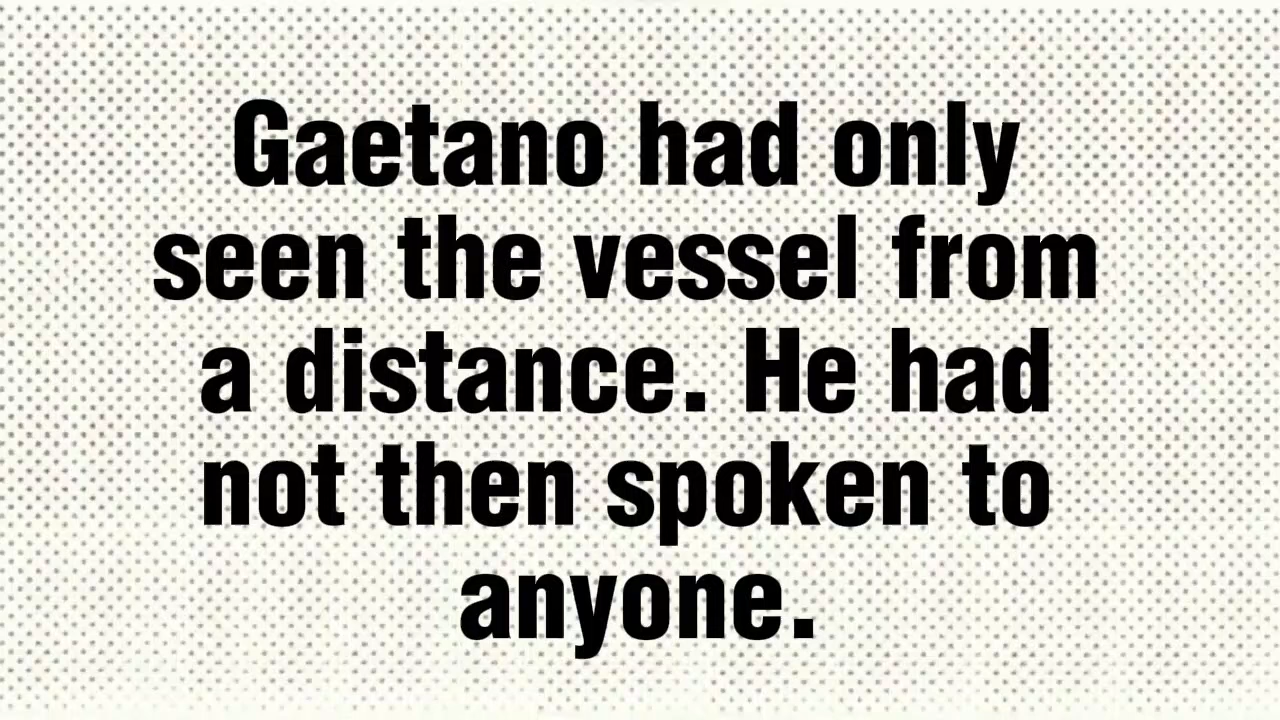 Gaetano had only
seen the vessel from
a distance. He had
not then spoken to
anyone.